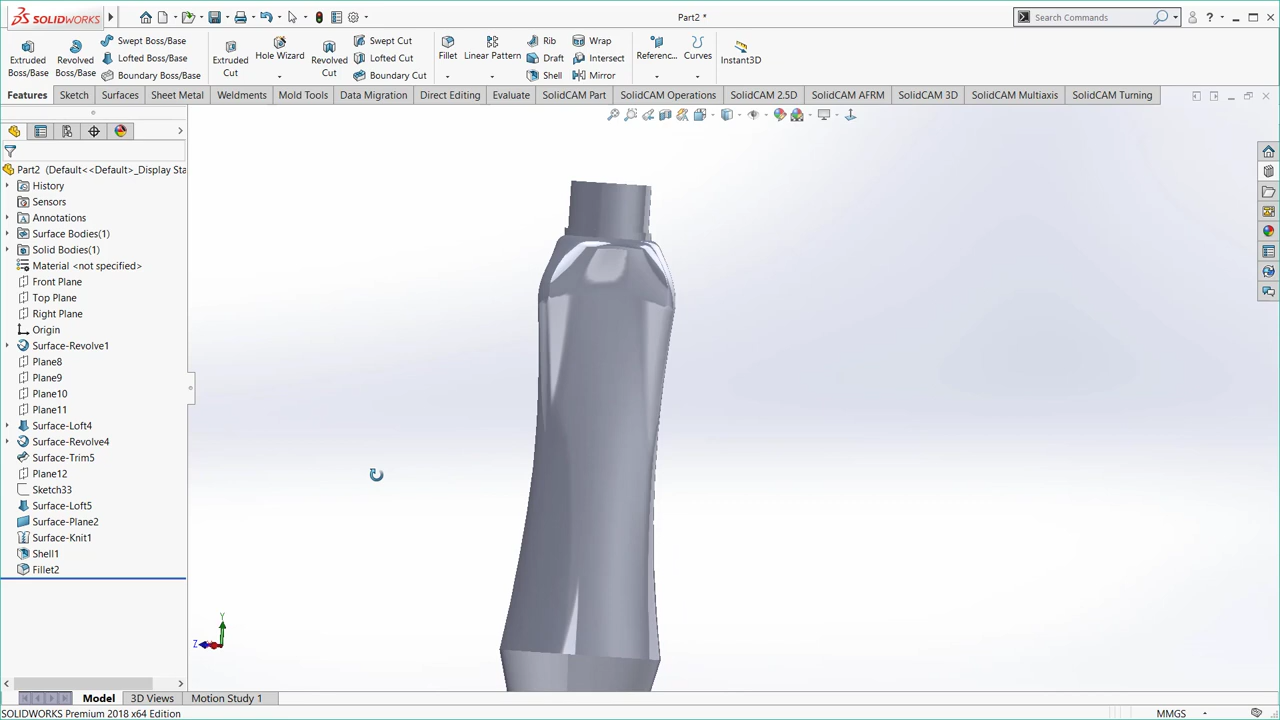 SOLIDWORKS
Part2 *
Search Commands
Extruded Boss/Base
Revolved Boss/Base
Swept Boss/Base
Lofted Boss/Base
Boundary Boss/Base
Extruded Cut
Hole Wizard
Revolved Cut
Swept Cut
Lofted Cut
Boundary Cut
Fillet
Linear Pattern
Rib
Draft
Shell
Wrap
Intersect
Mirror
Referenc...
Curves
Instant3D
Features Sketch Surfaces Sheet Metal Weldments Mold Tools Data Migration Direct Editing Evaluate SolidCAM Part SolidCAM Operations SolidCAM 2.5D SolidCAM AFRM SolidCAM 3D SolidCAM Multiaxis SolidCAM Turning
Part2 (Default<<Default>_Display Sta
History
Sensors
Annotations
Surface Bodies(1)
Solid Bodies(1)
Material <not specified>
Front Plane
Top Plane
Right Plane
Origin
Surface-Revolve1
Plane8
Plane9
Plane10
Plane11
Surface-Loft4
Surface-Revolve4
Surface-Trim5
Plane12
Sketch33
Surface-Loft5
Surface-Plane2
Surface-Knit1
Shell1
Fillet2
Y
Z
Model 3D Views Motion Study 1
SOLIDWORKS Premium 2018 x64 Edition
MMGS